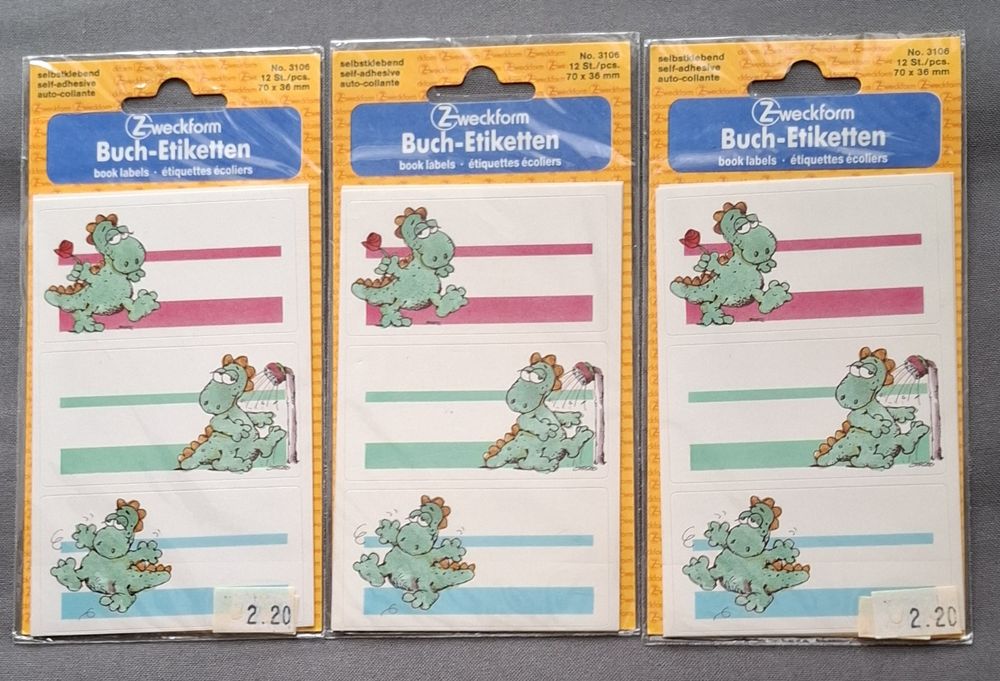 selbstklebend
self-adhesive
auto-collante
No. 3106
12 St./pcs.
70 x 36 mm
Zweckform
Buch-Etiketten
book labels · étiquettes écoliers
2.20
selbstklebend
self-adhesive
auto-collante
No. 3106
12 St./pcs.
70 x 36 mm
Zweckform
Buch-Etiketten
book labels · étiquettes écoliers
selbstklebend
self-adhesive
auto-collante
No. 3106
12 St./pcs.
70 x 36 mm
Zweckform
Buch-Etiketten
book labels · étiquettes écoliers
2.20